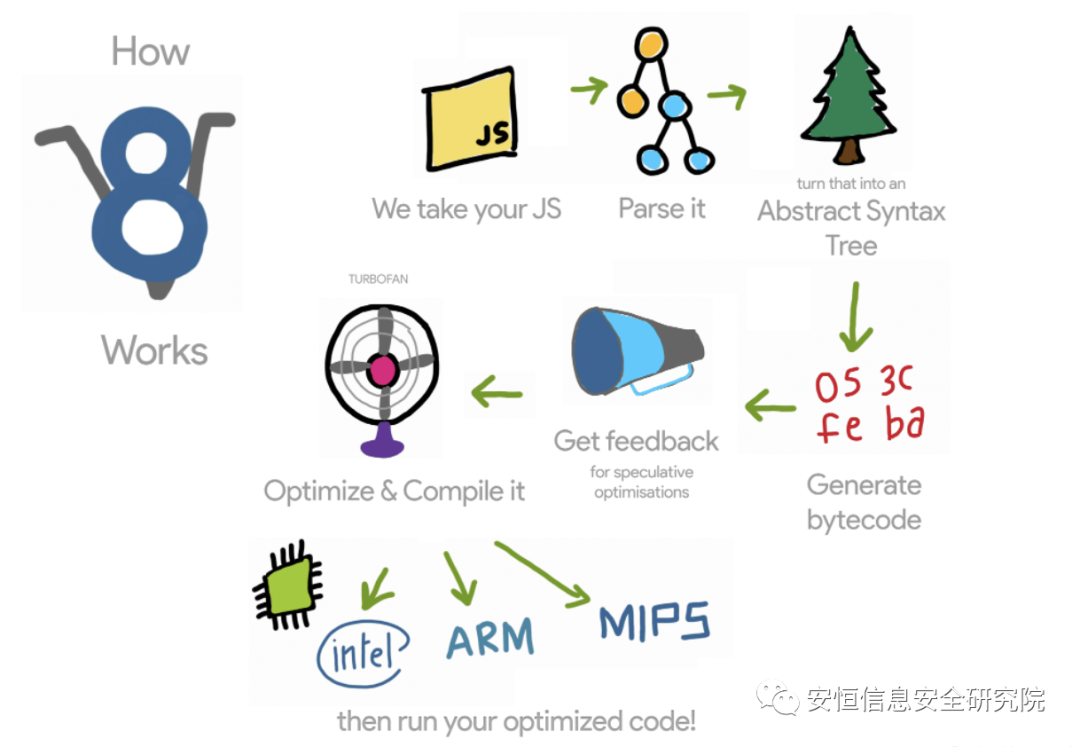 How
8
Works
JS
We take your JS
Parse it
turn that into an
Abstract Syntax
Tree
05 3C
fe ba
Generate
bytecode
Get feedback
for speculative
optimisations
TURBOFAN
Optimize & Compile it
intel
ARM
MIPS
then run your optimized code!
安恒信息安全研究院